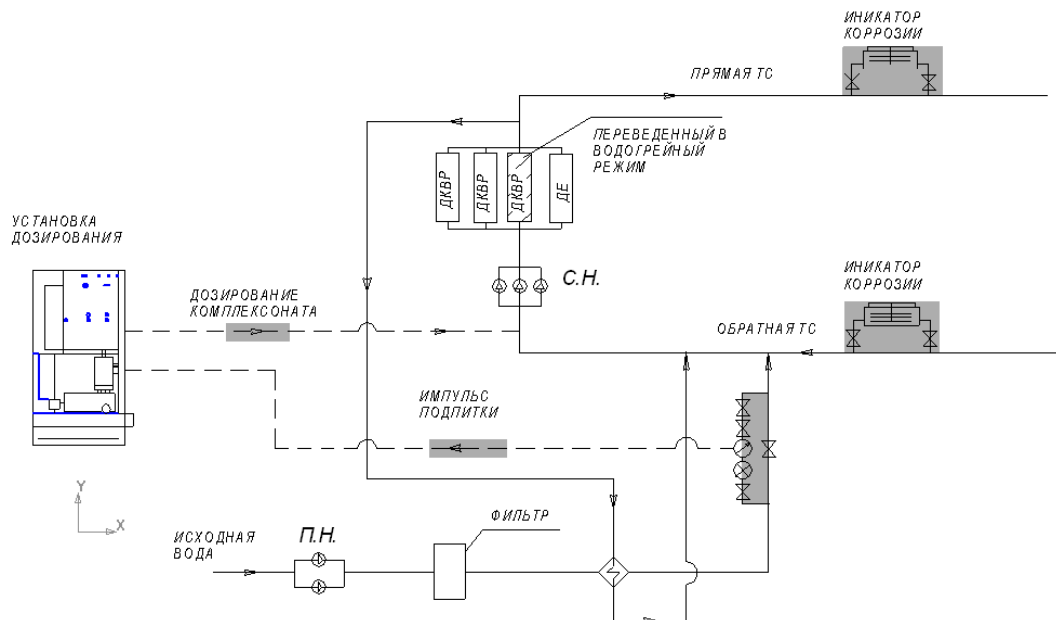 ИНИКАТОР
КОРРОЗИИ
ПРЯМАЯ ТС
ПЕРЕВЕДЕННЫЙ В
ВОДОГРЕЙНЫЙ
РЕЖИМ
ДКВР
ДКВР
ДКВР
ДЕ
УСТАНОВКА
ДОЗИРОВАНИЯ
С.Н.
ИНИКАТОР
КОРРОЗИИ
ДОЗИРОВАНИЕ
КОМПЛЕКСОНАТА
ОБРАТНАЯ ТС
ИМПУЛЬС
ПОДПИТКИ
Y
X
ИСХОДНАЯ
ВОДА
П.Н.
ФИЛЬТР